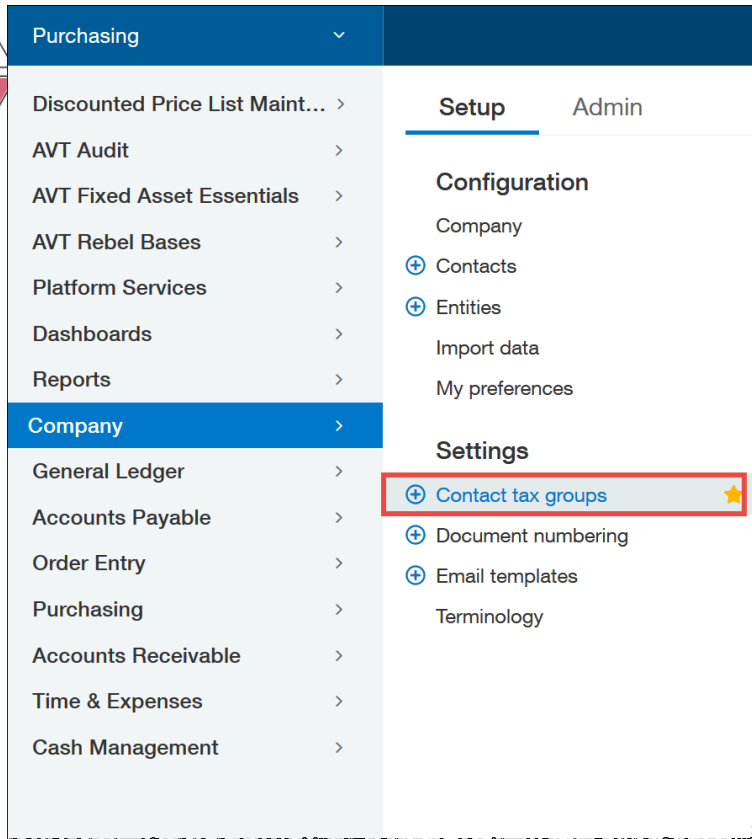 Purchasing
Discounted Price List Maint...
AVT Audit
AVT Fixed Asset Essentials
AVT Rebel Bases
Platform Services
Dashboards
Reports
Company
General Ledger
Accounts Payable
Order Entry
Purchasing
Accounts Receivable
Time & Expenses
Cash Management
Setup Admin
Configuration
Company
Contacts
Entities
Import data
My preferences
Settings
Contact tax groups
Document numbering
Email templates
Terminology